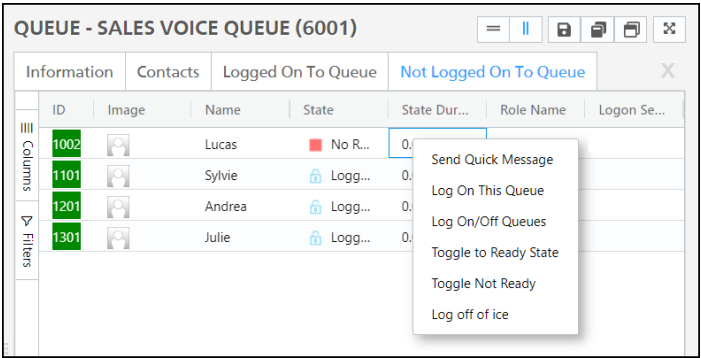 QUEUE - SALES VOICE QUEUE (6001)
Information Contacts Logged On To Queue Not Logged On To Queue X
ID Image Name State State Dur... Role Name Logon Se...
1002 Lucas No R... 0.
1101 Sylvie Logg... 0.
1201 Andrea Logg... 0.
1301 Julie Logg... 0.
Columns
Filters
Send Quick Message
Log On This Queue
Log On/Off Queues
Toggle to Ready State
Toggle Not Ready
Log off of ice